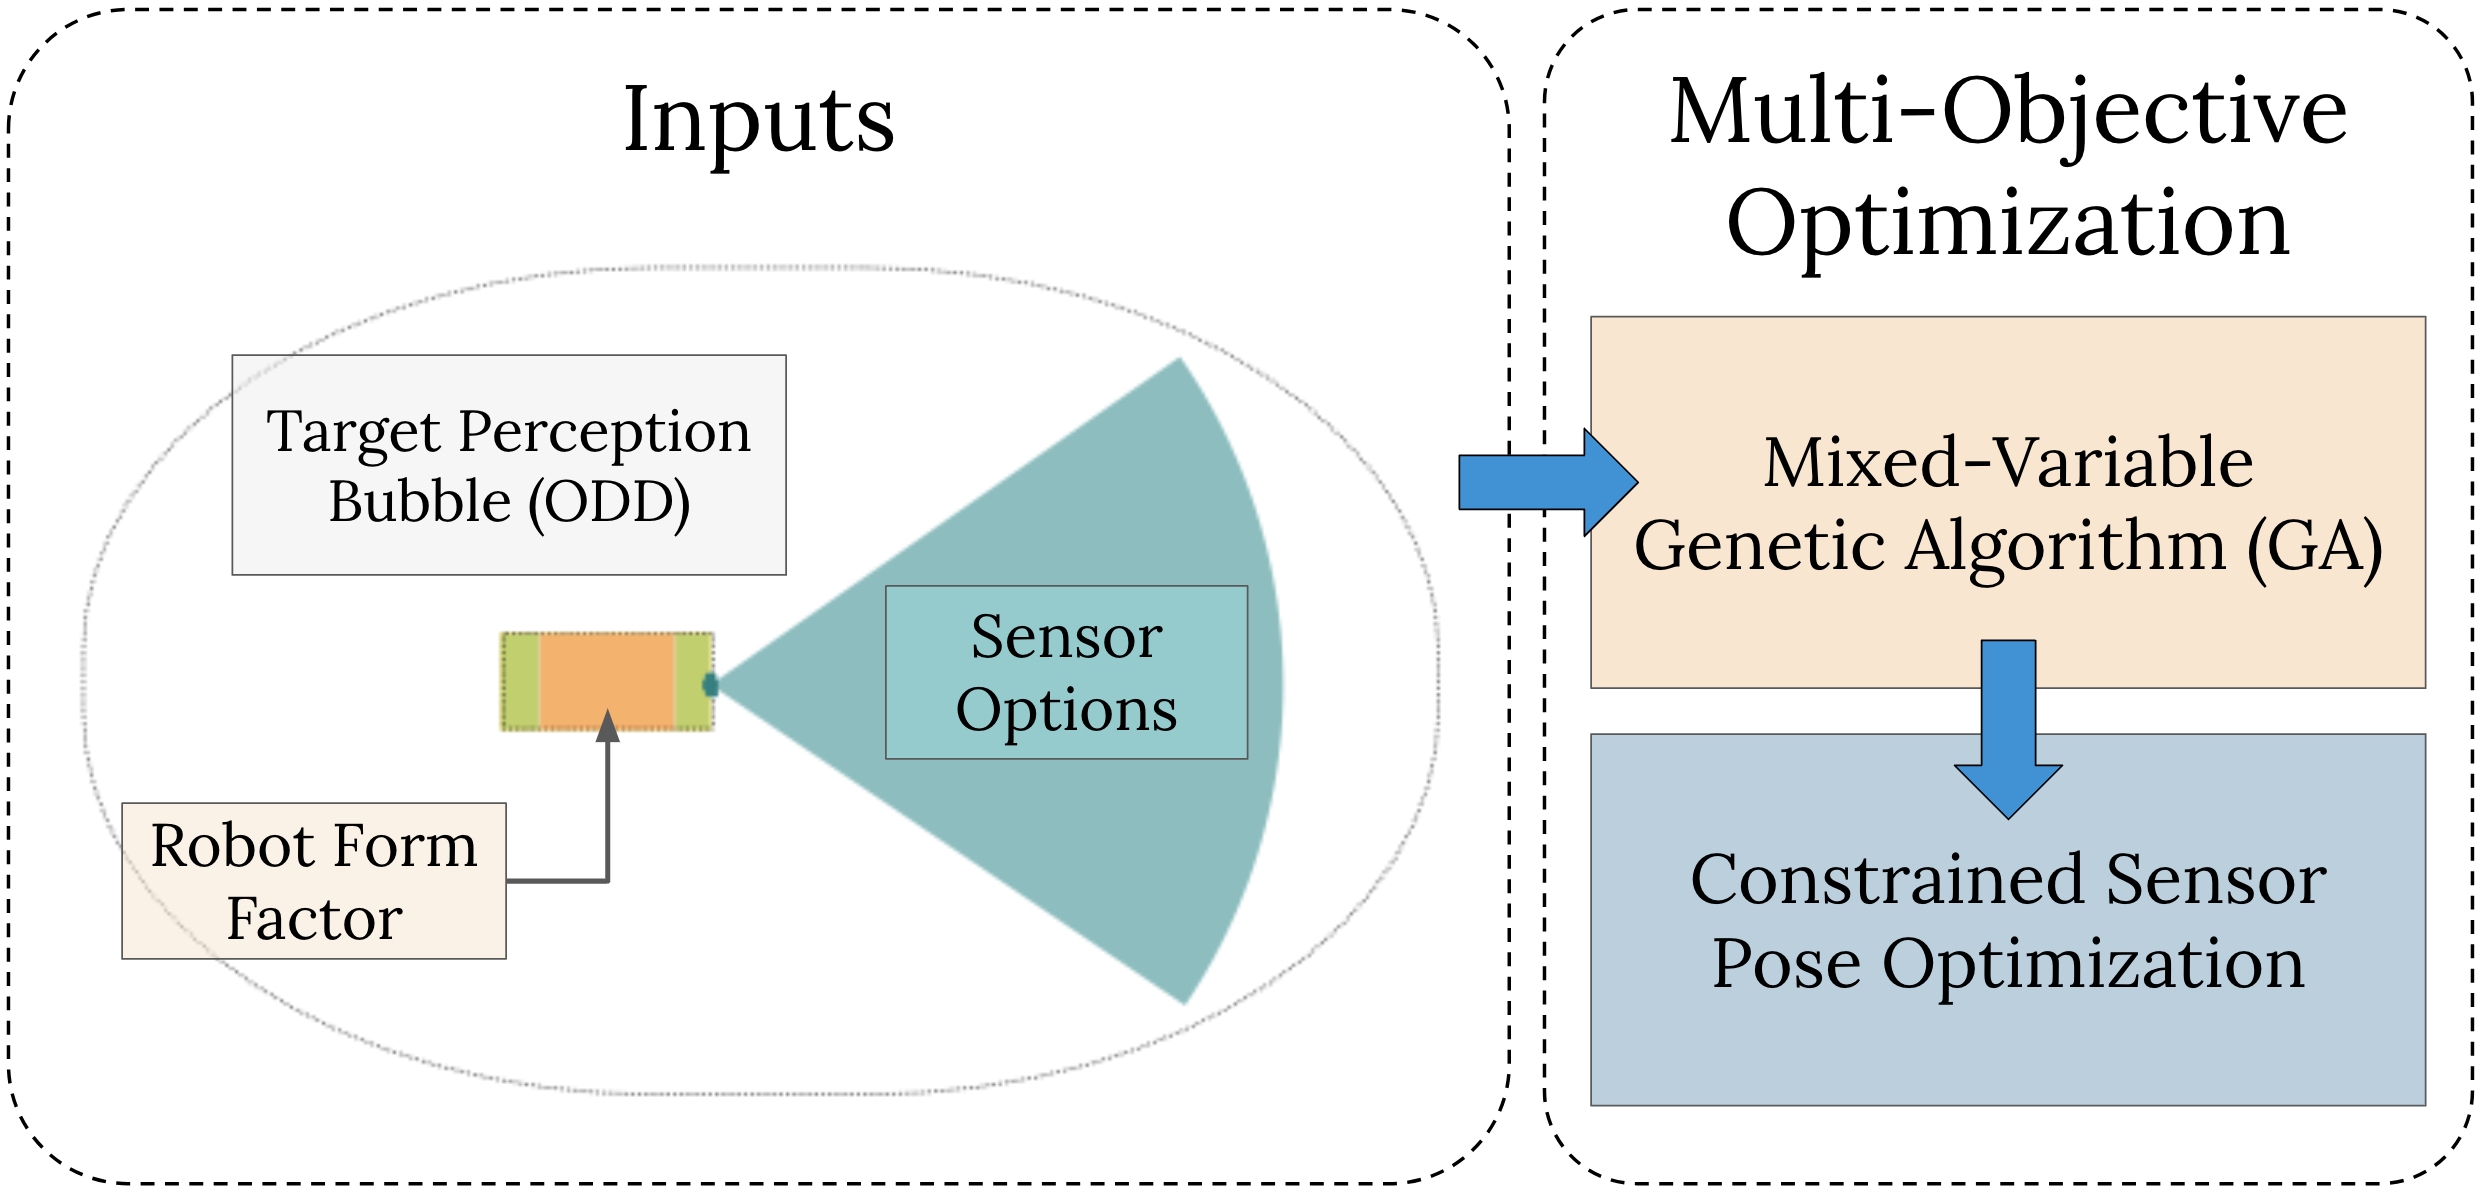 Inputs
Target Perception
Bubble (ODD)
Sensor
Options
Robot Form
Factor
Multi-Objective
Optimization
Mixed-Variable
Genetic Algorithm (GA)
Constrained Sensor
Pose Optimization